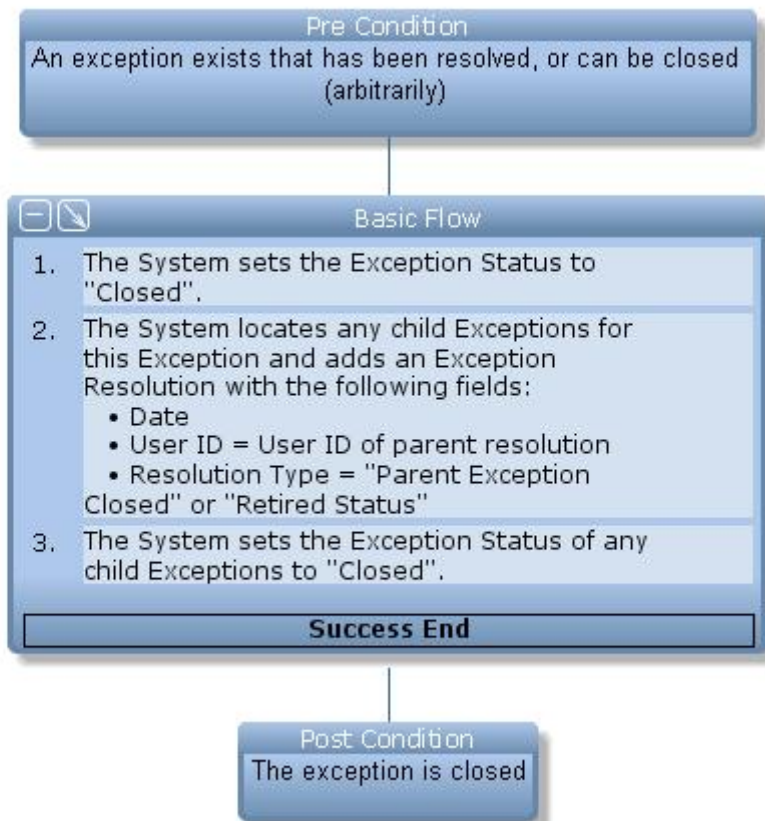 Pre Condition
An exception exists that has been resolved, or can be closed
(arbitrarily)
Basic Flow
1. The System sets the Exception Status to
"Closed".
2. The System locates any child Exceptions for
this Exception and adds an Exception
Resolution with the following fields:
• Date
• User ID = User ID of parent resolution
• Resolution Type = "Parent Exception
Closed" or "Retired Status"
3. The System sets the Exception Status of any
child Exceptions to "Closed".
Success End
Post Condition
The exception is closed